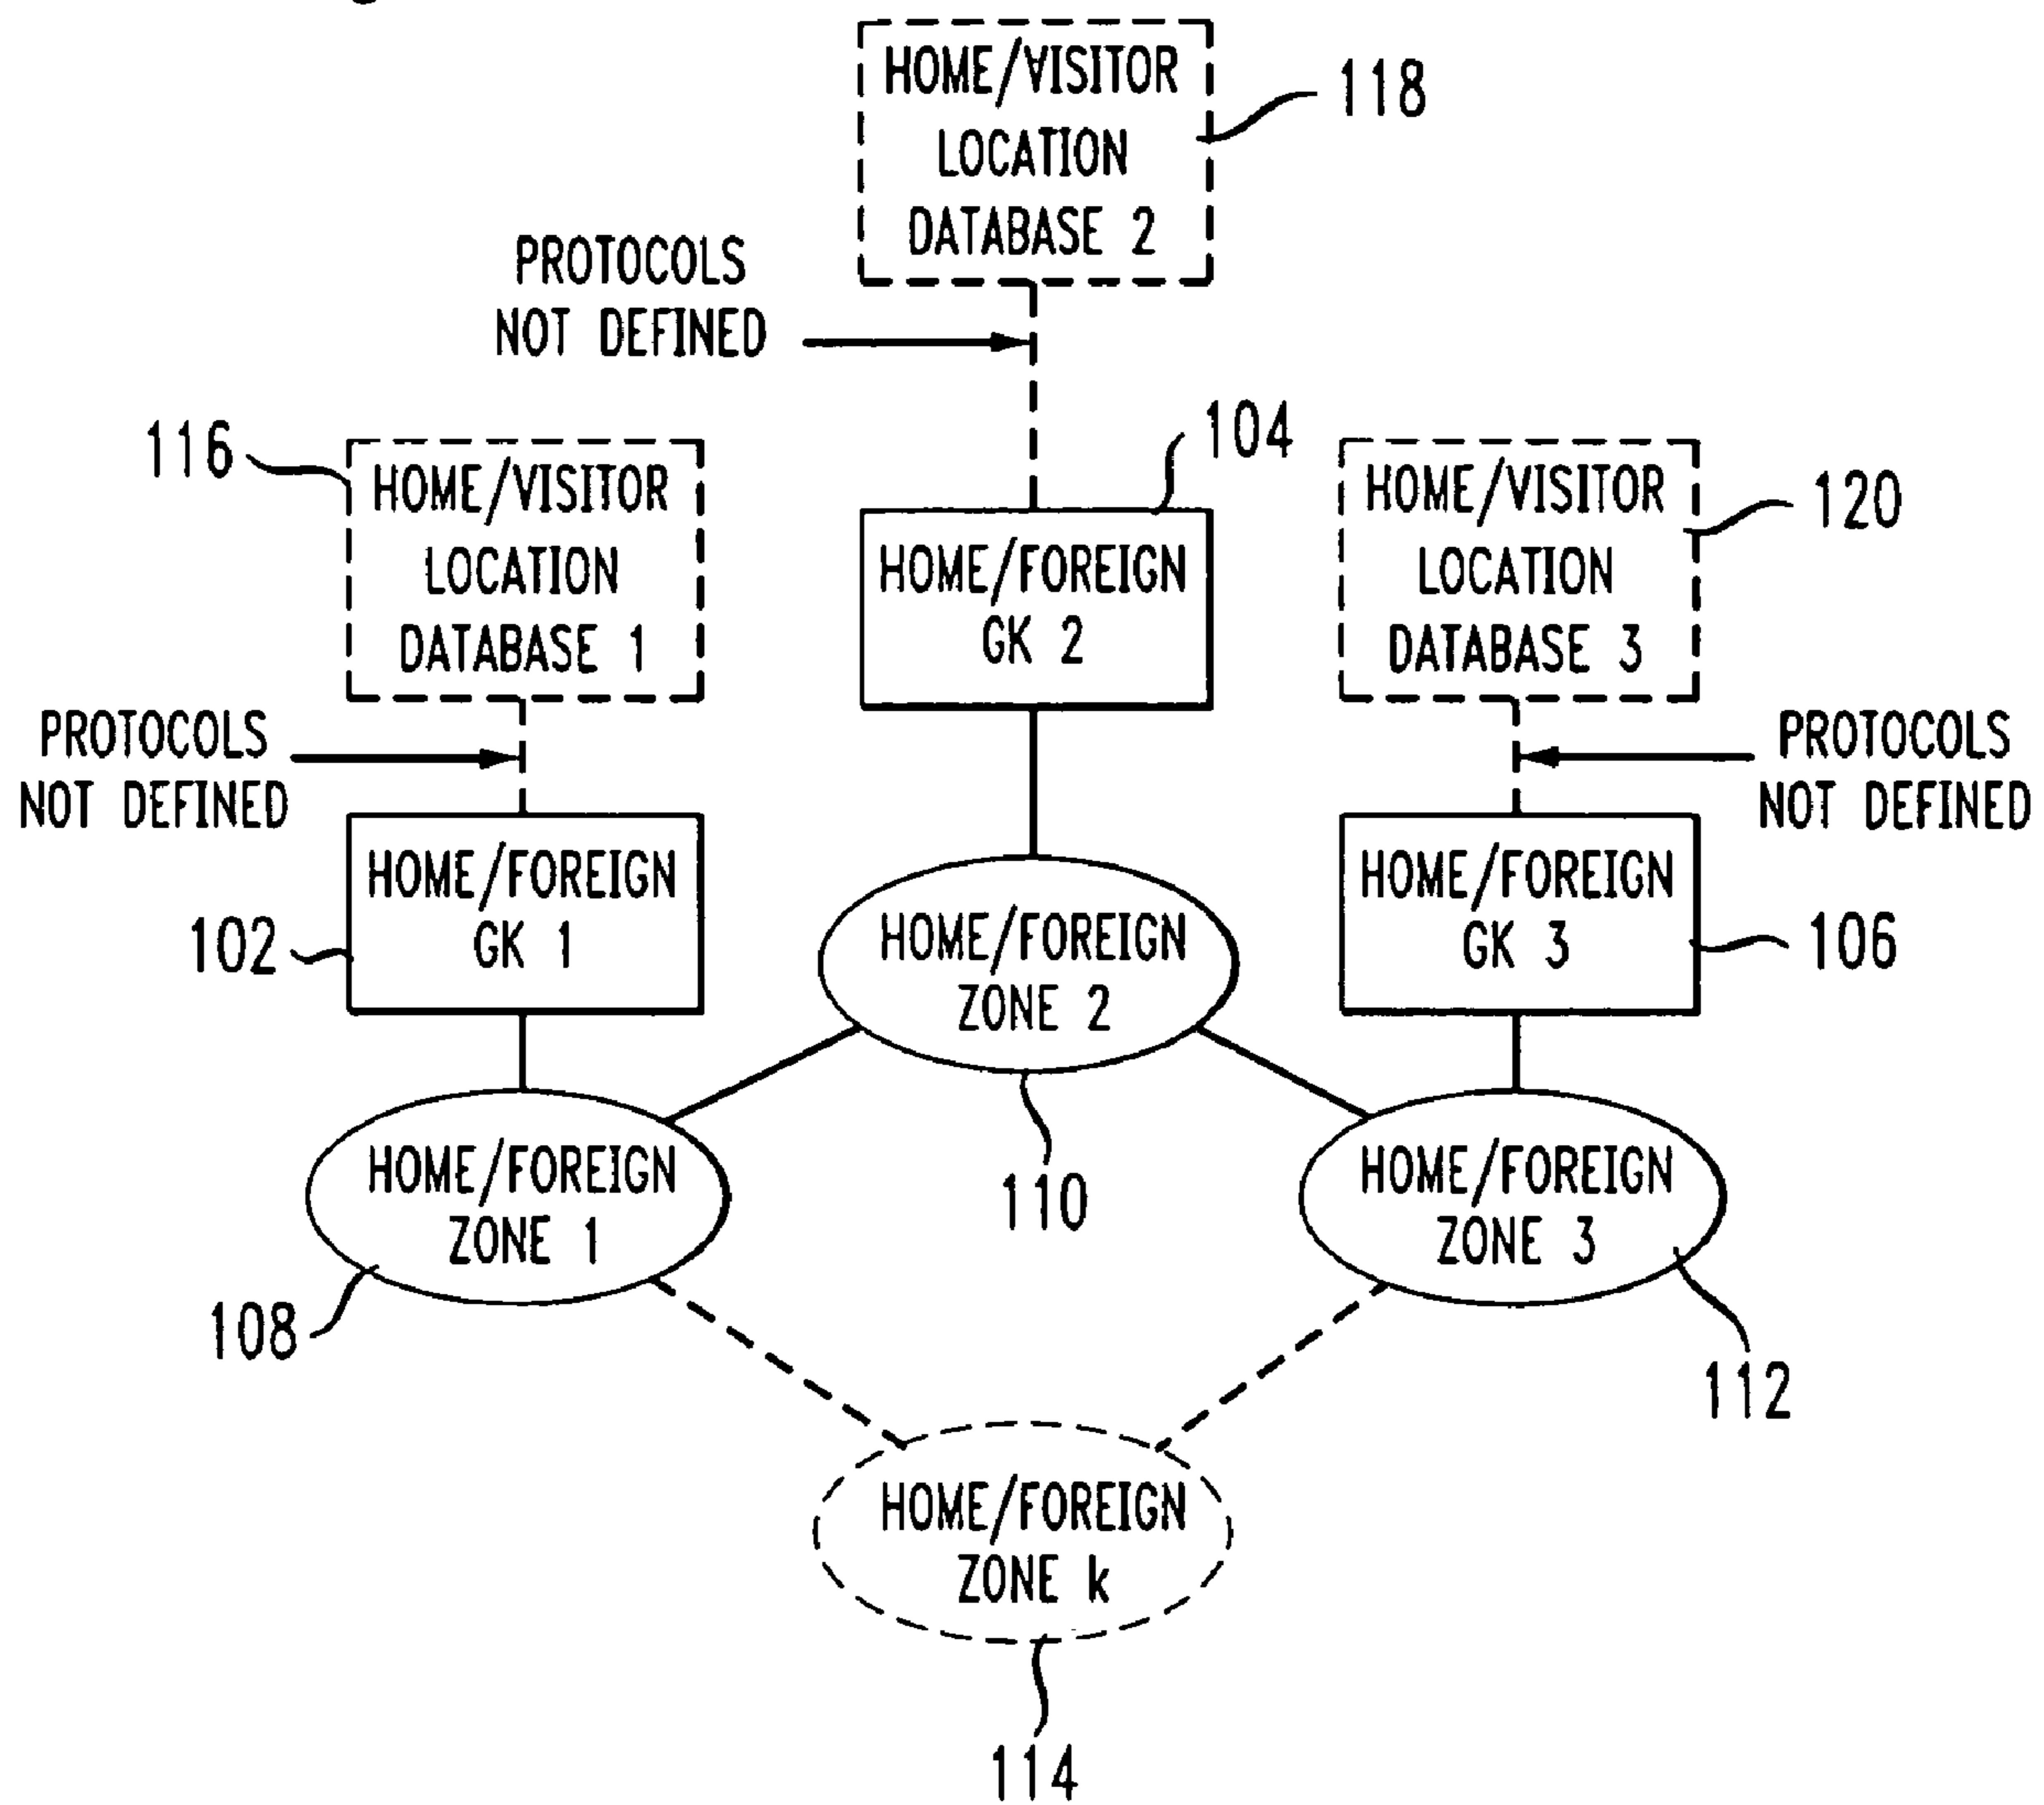 HOME/VISITOR
LOCATION
DATABASE 2
118
PROTOCOLS
NOT DEFINED
116
HOME/VISITOR
LOCATION
DATABASE 1
104
HOME/FOREIGN
GK 2
HOME/VISITOR
LOCATION
DATABASE 3
120
PROTOCOLS
NOT DEFINED
PROTOCOLS
NOT DEFINED
102
HOME/FOREIGN
GK 1
HOME/FOREIGN
ZONE 2
HOME/FOREIGN
GK 3
106
HOME/FOREIGN
ZONE 1
110
HOME/FOREIGN
ZONE 3
108
112
HOME/FOREIGN
ZONE k
114